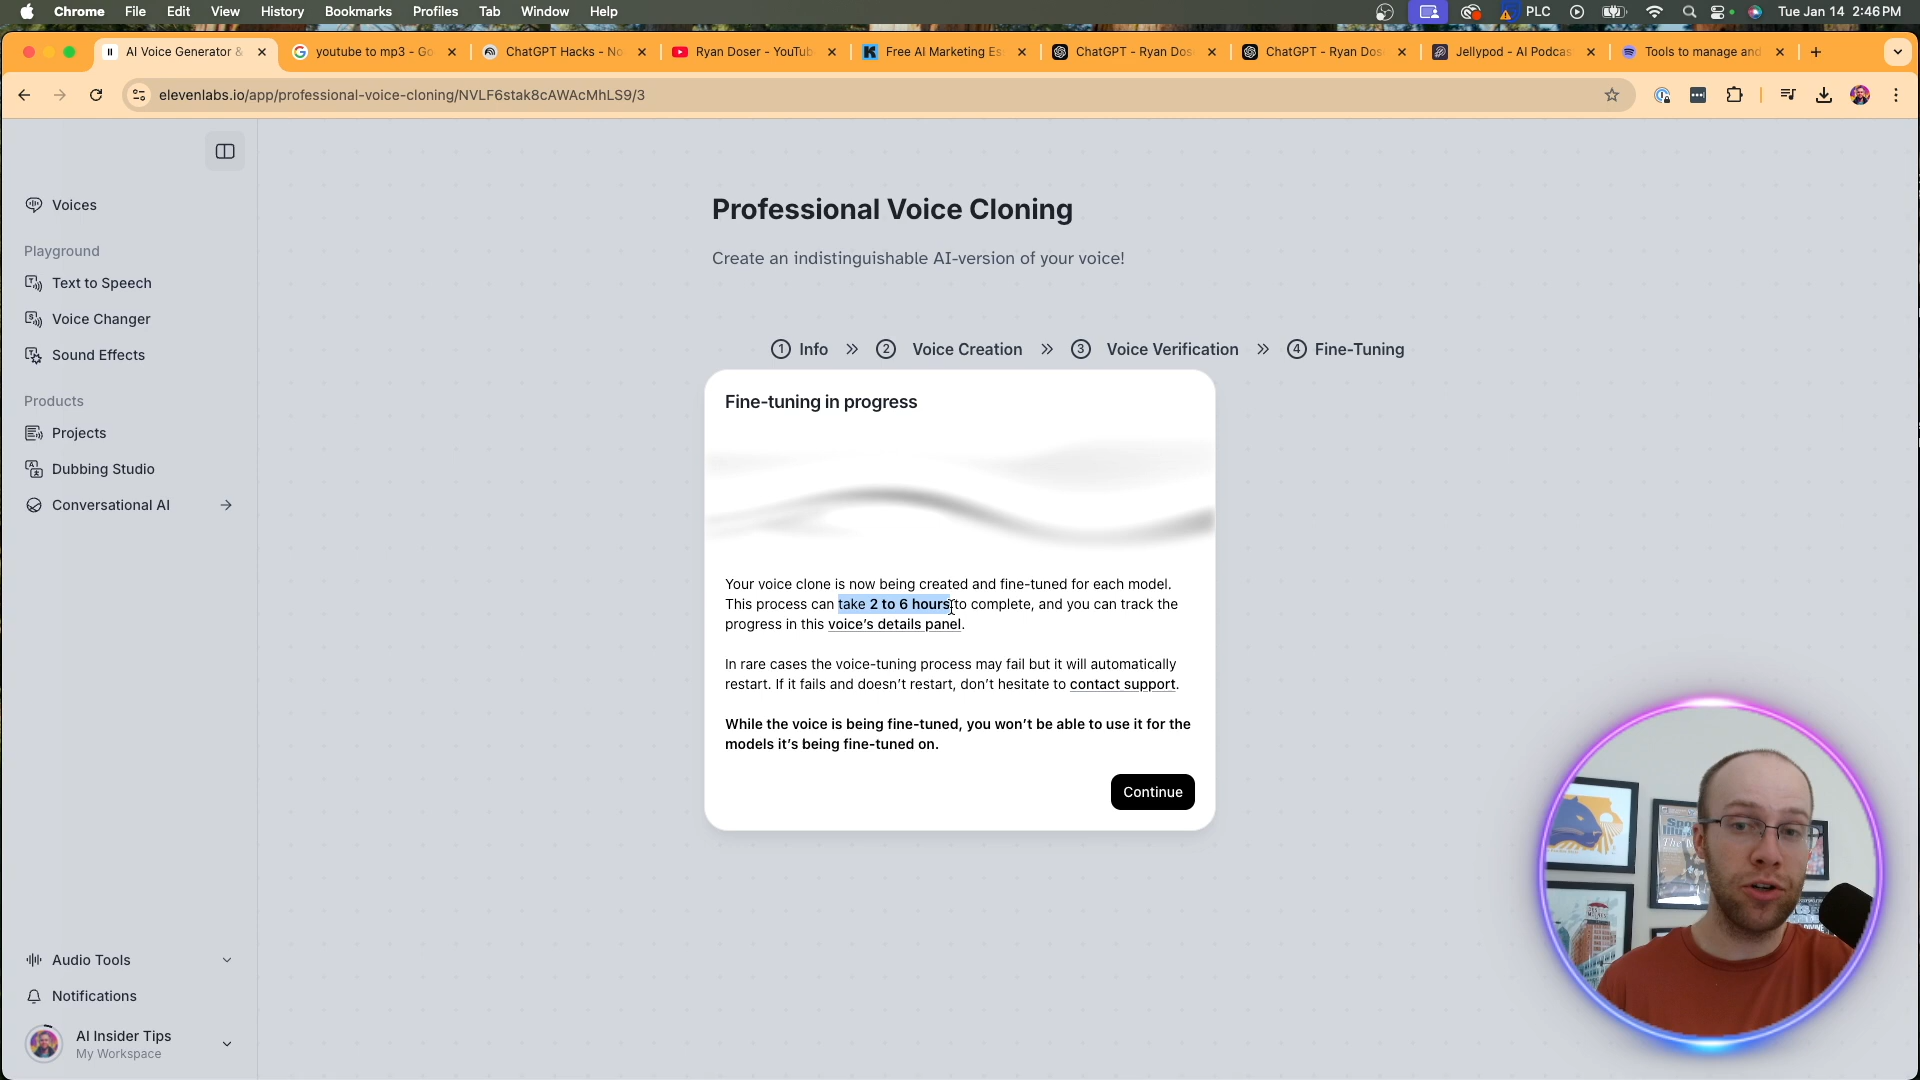 Chrome File Edit View History Bookmarks Profiles Tab Window Help
PLC
Tue Jan 14 2:46 PM
AI Voice Generator &
youtube to mp3 - Go
ChatGPT Hacks - No
Ryan Doser - YouTub
Free AI Marketing Es
ChatGPT - Ryan Dos
ChatGPT - Ryan Dos
Jellypod - AI Podcas
Tools to manage and
elevenlabs.io/app/professional-voice-cloning/NVLF6stak8cAWAcMhLS9/3
Voices
Playground
Text to Speech
Voice Changer
Sound Effects
Products
Projects
Dubbing Studio
Conversational AI
Audio Tools
Notifications
AI Insider Tips
My Workspace
Professional Voice Cloning
Create an indistinguishable AI-version of your voice!
1 Info » 2 Voice Creation » 3 Voice Verification » 4 Fine-Tuning
Fine-tuning in progress
Your voice clone is now being created and fine-tuned for each model.
This process can take 2 to 6 hours to complete, and you can track the
progress in this voice’s details panel.
In rare cases the voice-tuning process may fail but it will automatically
restart. If it fails and doesn’t restart, don’t hesitate to contact support.
While the voice is being fine-tuned, you won’t be able to use it for the
models it’s being fine-tuned on.
Continue